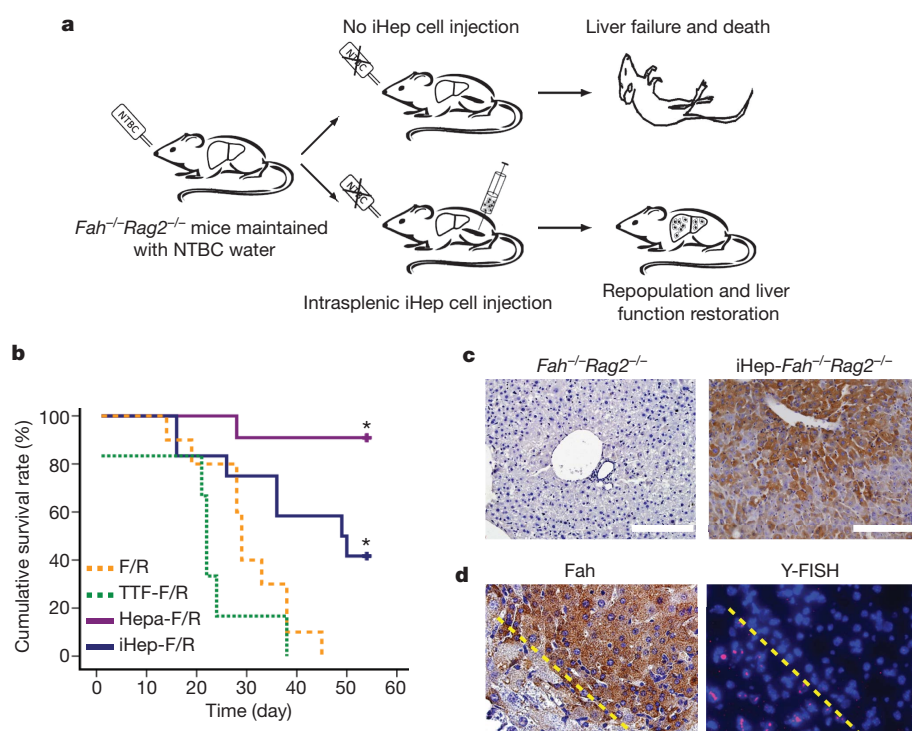 a
No iHep cell injection
Liver failure and death
NTBC
NTBC
Fah⁻/⁻Rag2⁻/⁻ mice maintained
with NTBC water
NTBC
Intrasplenic iHep cell injection
Repopulation and liver
function restoration
b
Cumulative survival rate (%)
100
80
60
40
20
0
*
*
F/R
TTF-F/R
Hepa-F/R
iHep-F/R
0 10 20 30 40 50 60
Time (day)
c
Fah⁻/⁻Rag2⁻/⁻
iHep-Fah⁻/⁻Rag2⁻/⁻
d
Fah
Y-FISH